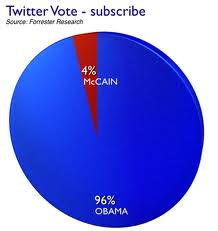 Twitter Vote - subscribe
Source: Forrester Research
4%
McCAIN
96%
OBAMA